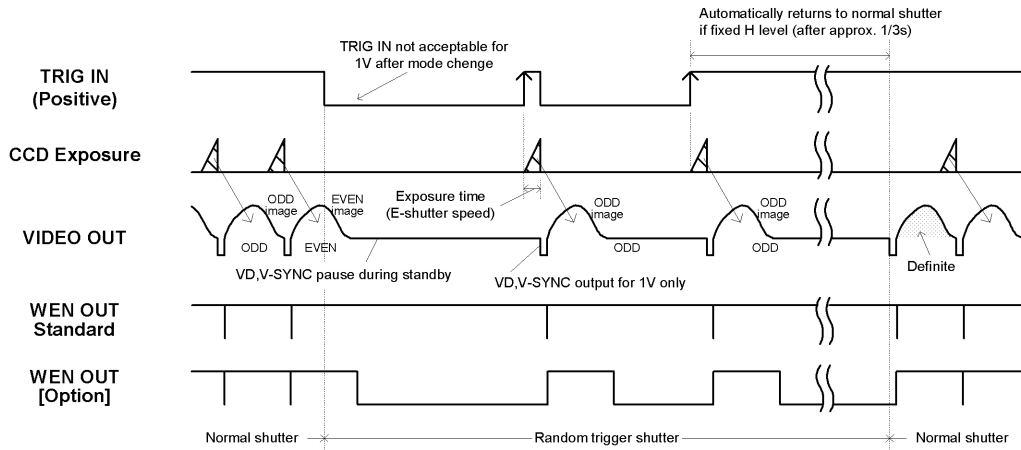 Automatically returns to normal shutter
if fixed H level (after approx. 1/3s)
TRIG IN not acceptable for
1V after mode chenge
TRIG IN
(Positive)
CCD Exposure
Exposure time
(E-shutter speed)
ODD
image
EVEN
image
ODD
image
ODD
image
VIDEO OUT
ODD
EVEN
ODD
ODD
VD,V-SYNC pause during standby
VD,V-SYNC output for 1V only
Definite
WEN OUT
Standard
WEN OUT
[Option]
Normal shutter
Random trigger shutter
Normal shutter